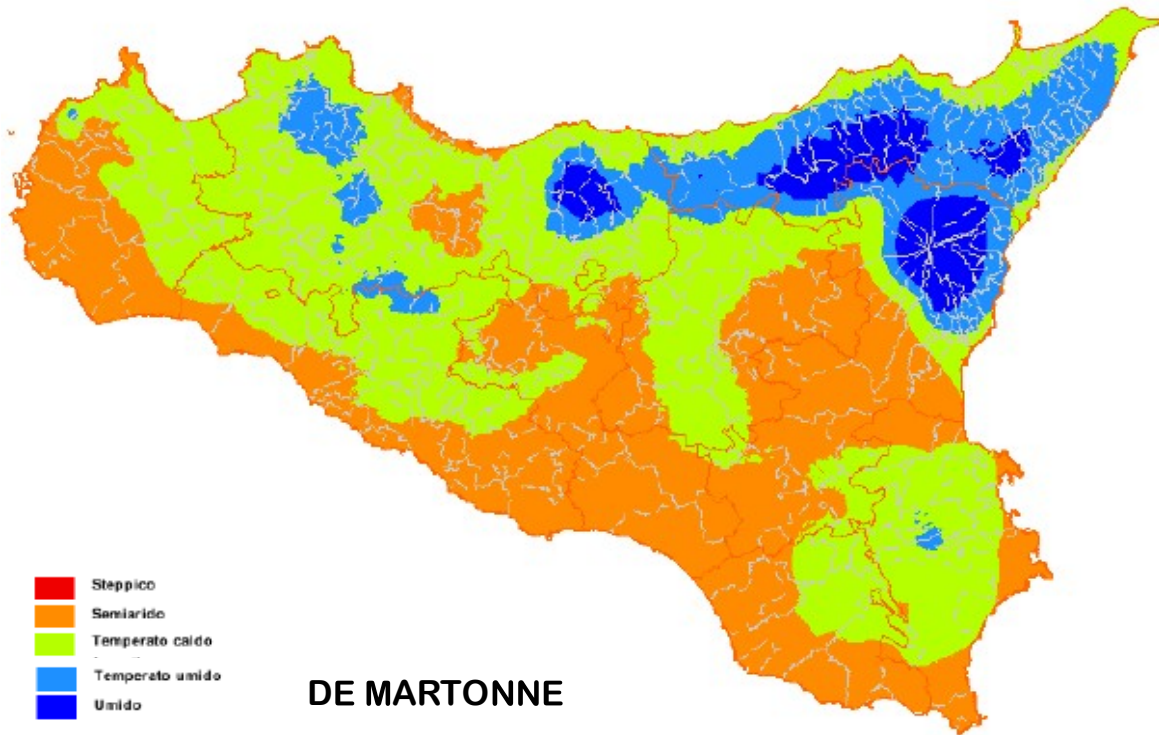 Steppico
Semiarido
Temperato caldo
Temperato umido
Umido
DE MARTONNE